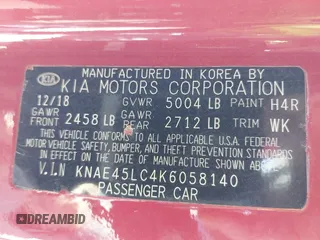 MANUFACTURED IN KOREA BY
KIA KIA MOTORS CORPORATION
12/18 GVWR 5004 LB PAINT H4R
GAWR FRONT 2458 LB GAWR REAR 2712 LB TRIM WK
THIS VEHICLE CONFORMS TO ALL APPLICABLE U.S.A. FEDERAL
MOTOR VEHICLE SAFETY, BUMPER, AND THEFT PREVENTION STANDARDS
IN EFFECT ON THE DATE OF MANUFACTURE SHOWN ABOVE.
V.I.N KNAE45LC4K6058140
PASSENGER CAR
DREAMBID